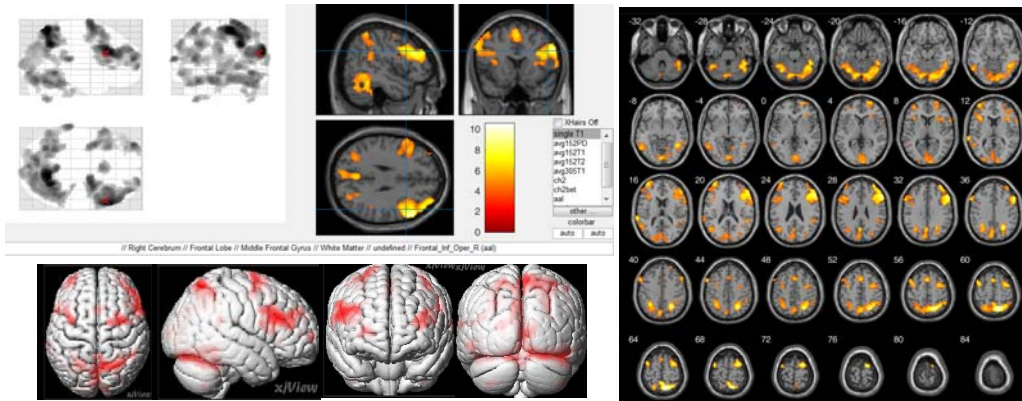 10
8
6
4
2
0
XHairs Off
single T1
avg152PD
avg152T1
avg152T2
avg305T1
ch2
ch2bet
aal
other ...
colorbar
auto auto
// Right Cerebrum // Frontal Lobe // Middle Frontal Gyrus // White Matter // undefined // Frontal_Inf_Oper_R (aal)
xjView
xjView
xjView
xjView
-32 -28 -24 -20 -16 -12
-8 -4 0 4 8 12
16 20 24 28 32 36
40 44 48 52 56 60
64 68 72 76 80 84